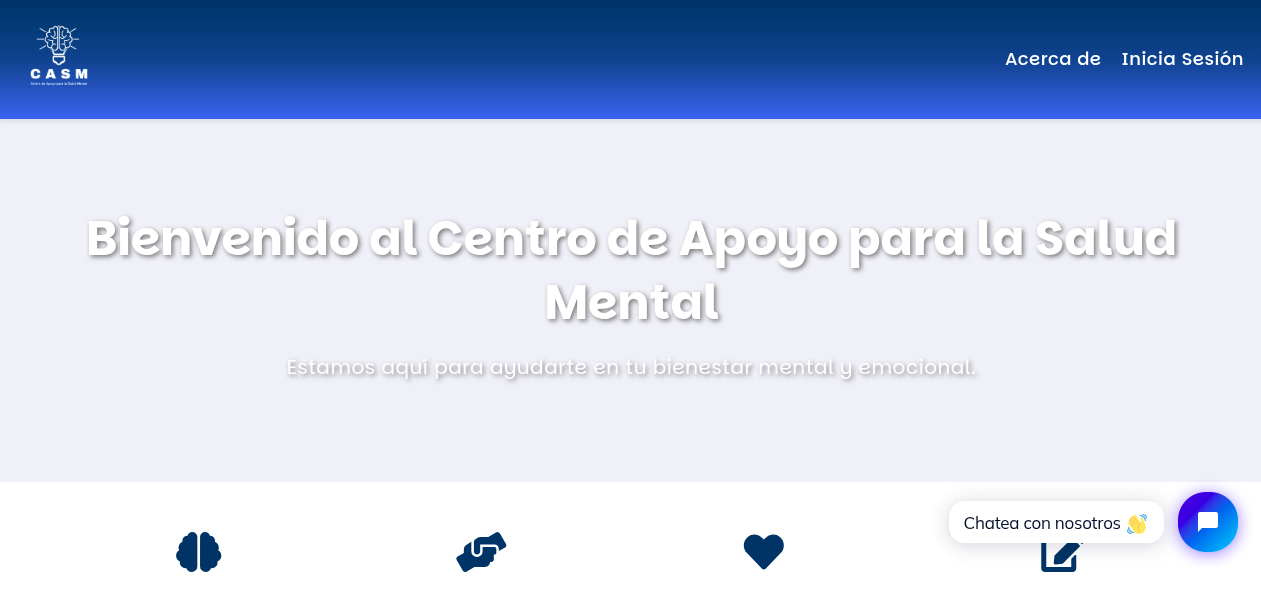 CASM
Centro de Apoyo para la Salud Mental
Acerca de
Inicia Sesión
Bienvenido al Centro de Apoyo para la Salud
Mental
Estamos aquí para ayudarte en tu bienestar mental y emocional.
Chatea con nosotros 👋